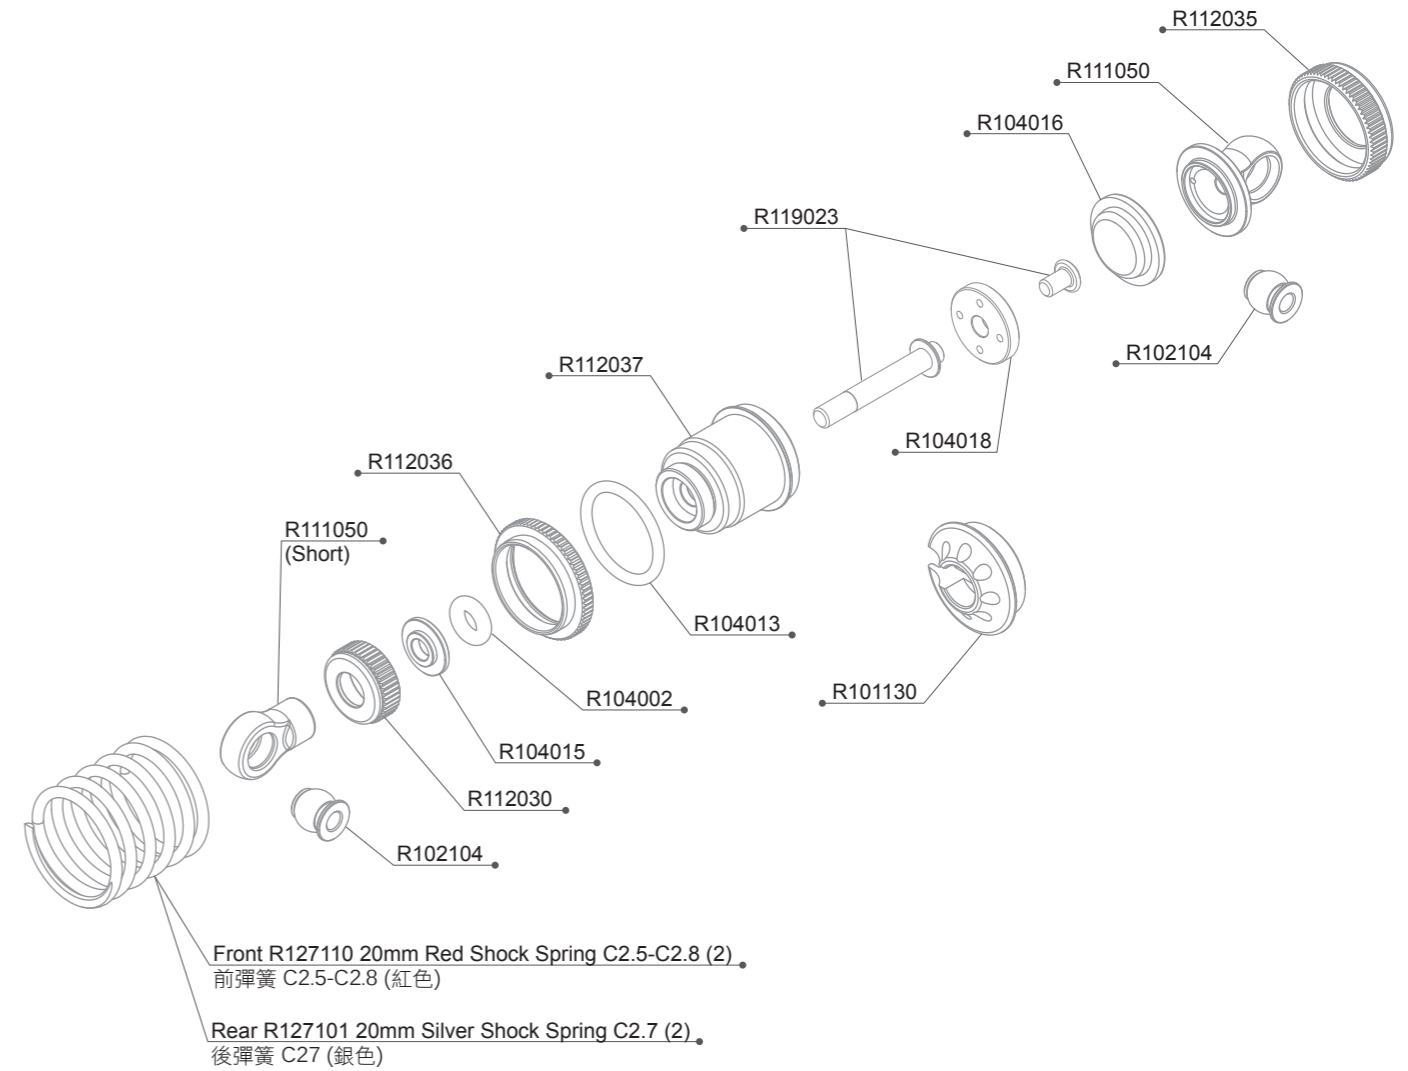 R112035
R111050
R104016
R119023
R102104
R112037
R104018
R112036
R111050
(Short)
R104013
R101130
R104002
R104015
R112030
R102104
Front R127110 20mm Red Shock Spring C2.5-C2.8 (2)
前彈簧 C2.5-C2.8 (紅色)
Rear R127101 20mm Silver Shock Spring C2.7 (2)
後彈簧 C27 (銀色)